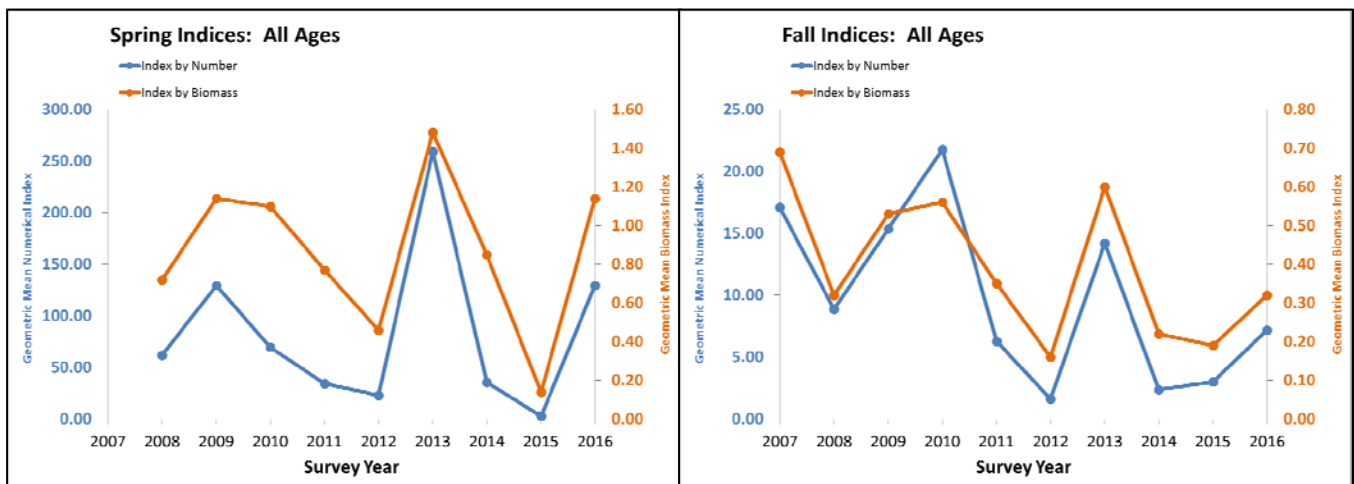 Spring Indices: All Ages
Index by Number
Index by Biomass
Geometric Mean Numerical Index
300.00
250.00
200.00
150.00
100.00
50.00
0.00
1.60
1.40
1.20
1.00
0.80
0.60
0.40
0.20
0.00
Geometric Mean Biomass Index
2007 2008 2009 2010 2011 2012 2013 2014 2015 2016
Survey Year
Fall Indices: All Ages
Index by Number
Index by Biomass
Geometric Mean Numerical Index
25.00
20.00
15.00
10.00
5.00
0.00
0.80
0.70
0.60
0.50
0.40
0.30
0.20
0.10
0.00
Geometric Mean Biomass Index
2007 2008 2009 2010 2011 2012 2013 2014 2015 2016
Survey Year